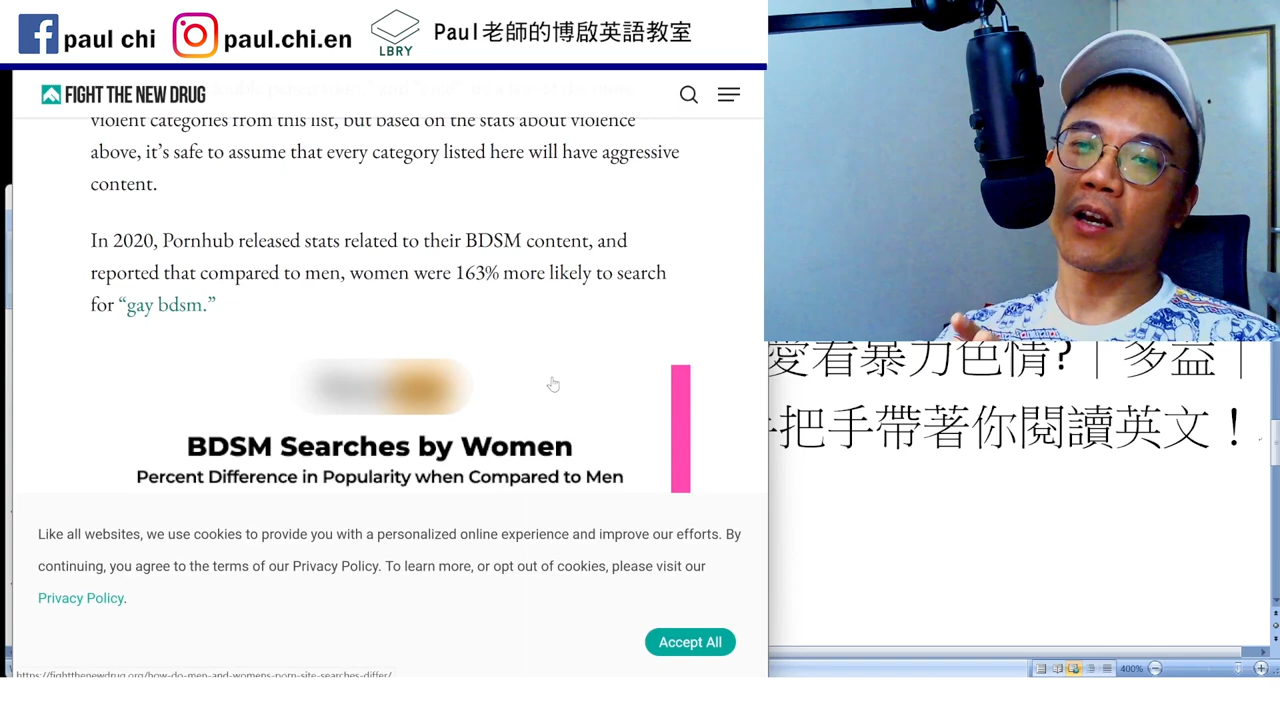 paul chi
paul.chi.en
LBRY
Paul老師的博啟英語教室
FIGHT THE NEW DRUG
violent categories from this list, but based on the stats about violence
above, it’s safe to assume that every category listed here will have aggressive
content.
In 2020, Pornhub released stats related to their BDSM content, and
reported that compared to men, women were 163% more likely to search
for “gay bdsm.”
BDSM Searches by Women
Percent Difference in Popularity when Compared to Men
Like all websites, we use cookies to provide you with a personalized online experience and improve our efforts. By
continuing, you agree to the terms of our Privacy Policy. To learn more, or opt out of cookies, please visit our
Privacy Policy.
Accept All
https://fightthenewdrug.org/how-do-men-and-womens-porn-site-searches-differ/
愛看暴力色情?｜多益｜
把手帶著你閱讀英文！
400%